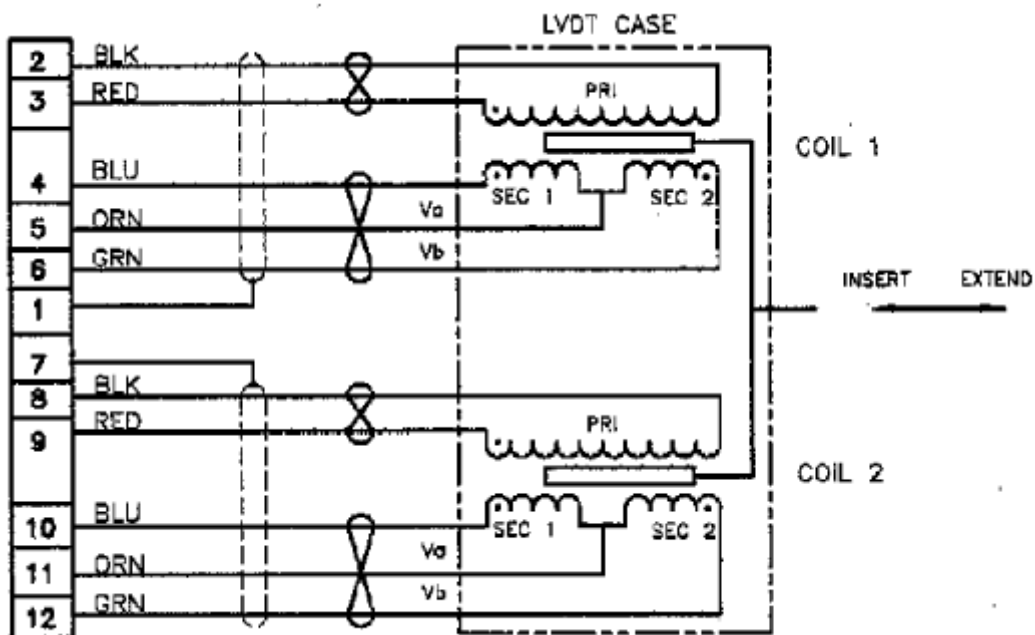 LVDT CASE
2 BLK
PRI
3 RED
COIL 1
4 BLU
SEC 1 SEC 2
5 ORN Va
6 GRN Vb
1
INSERT EXTEND
7
8 BLK
9 RED
PRI
COIL 2
10 BLU
SEC 1 SEC 2
11 ORN Va
12 GRN Vb